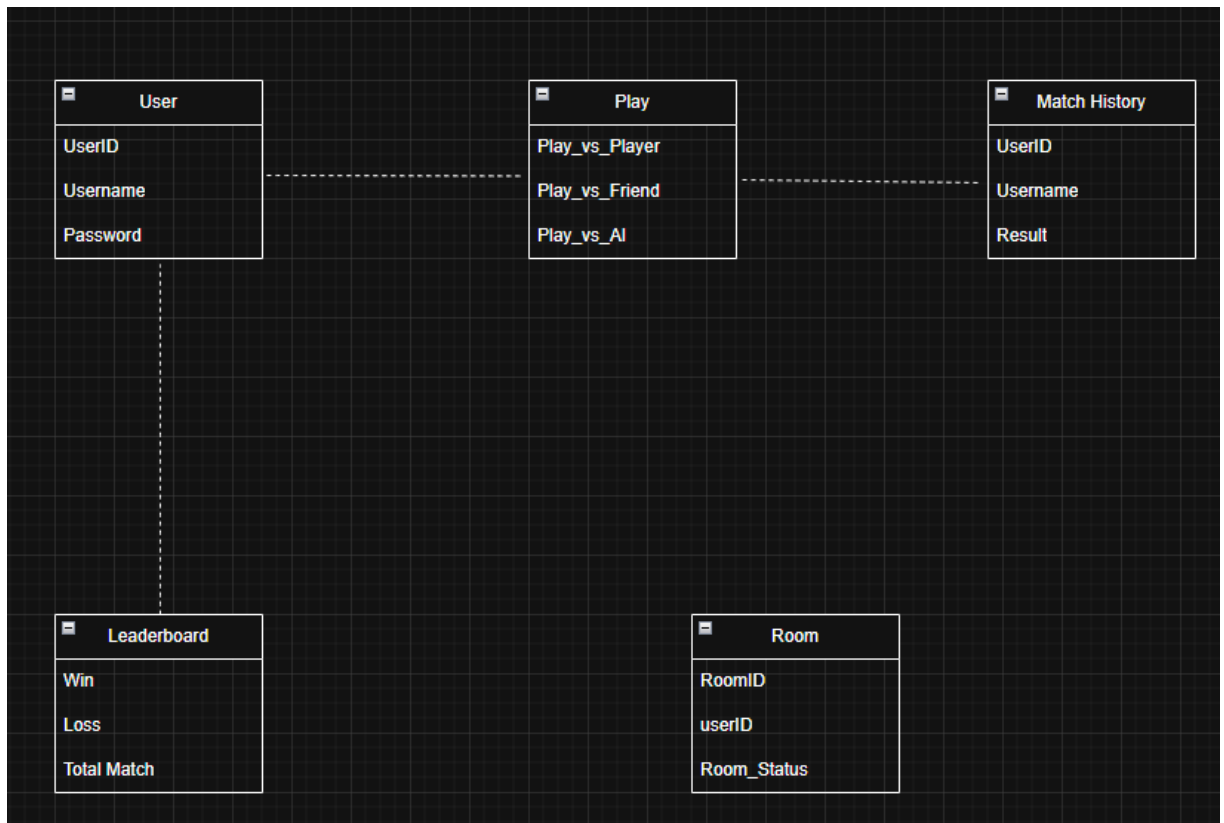 User
UserID
Username
Password
Play
Play_vs_Player
Play_vs_Friend
Play_vs_AI
Match History
UserID
Username
Result
Leaderboard
Win
Loss
Total Match
Room
RoomID
userID
Room_Status